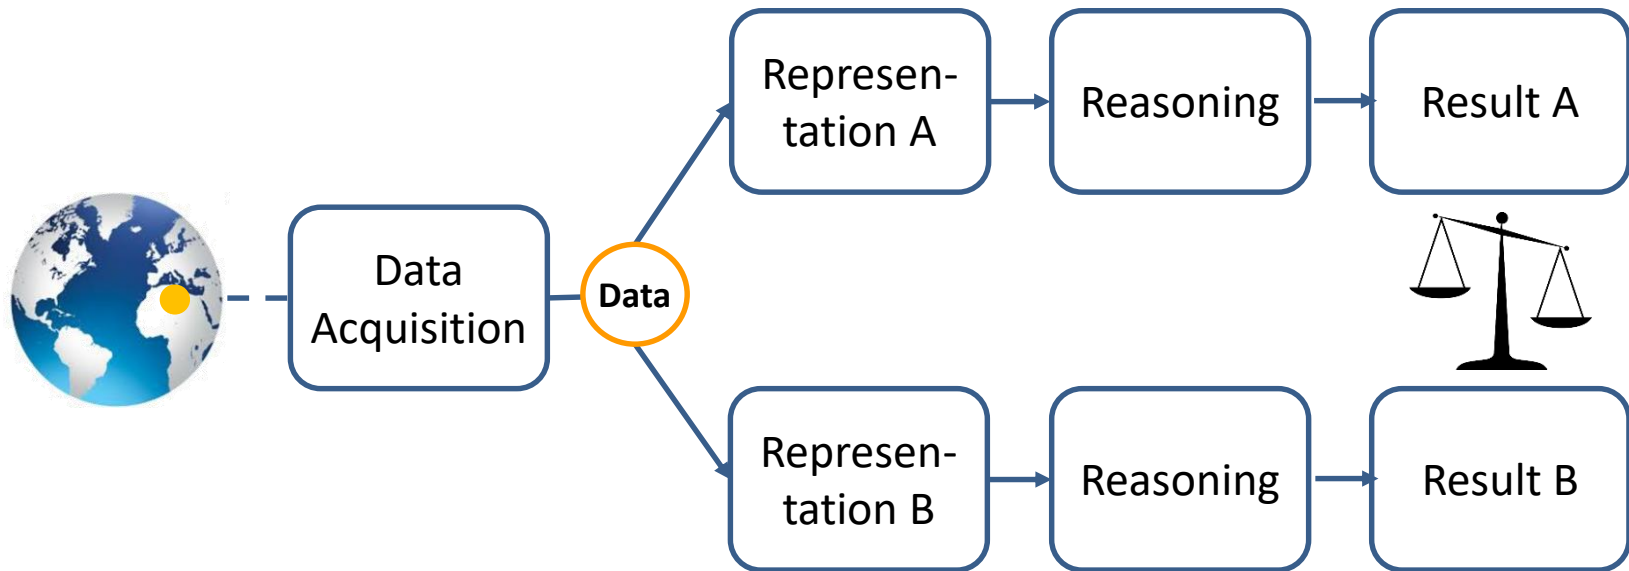 Data
Acquisition
Data
Represen-
tation A
Reasoning
Result A
Represen-
tation B
Reasoning
Result B